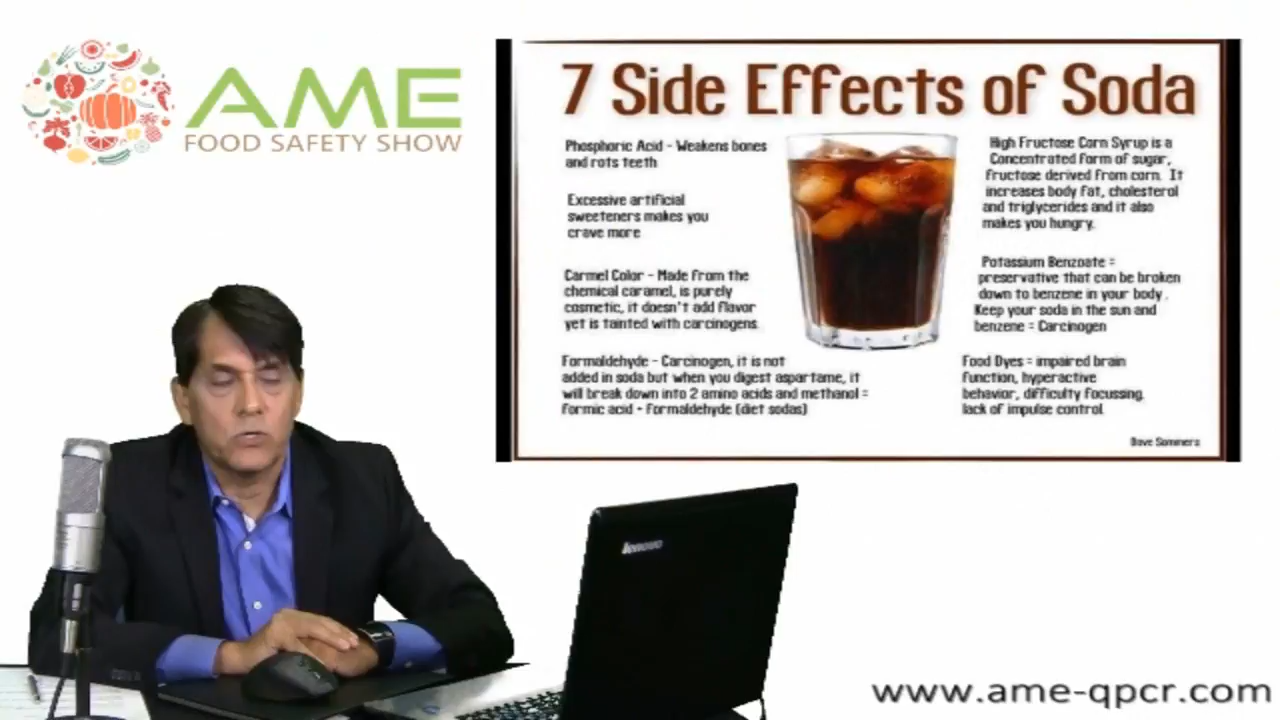 AME
FOOD SAFETY SHOW
7 Side Effects of Soda
Phosphoric Acid - Weakens bones
and rots teeth
Excessive artificial
sweeteners makes you
crave more
Carmel Color - Made from the
chemical caramel, is purely
cosmetic, it doesn't add flavor
yet is tainted with carcinogens
Formaldehyde - Carcinogen, it is not
added in soda but when you digest aspartame, it
will break down into 2 amino acids and methanol =
formic acid + Formaldehyde (diet sodas)
High Fructose Corn Syrup is a
Concentrated form of sugar,
fructose derived from corn. It
increases body fat, cholesterol
and triglycerides and it also
makes you hungry.
Potassium Benzoate =
preservative that can be broken
down to benzene in your body.
Keep your soda in the sun and
benzene = Carcinogen
Food Dyes = impaired brain
function, hyperactive
behavior, difficulty focussing,
lack of impulse control
Dave Sommers
lenovo
www.ame-qpcr.com